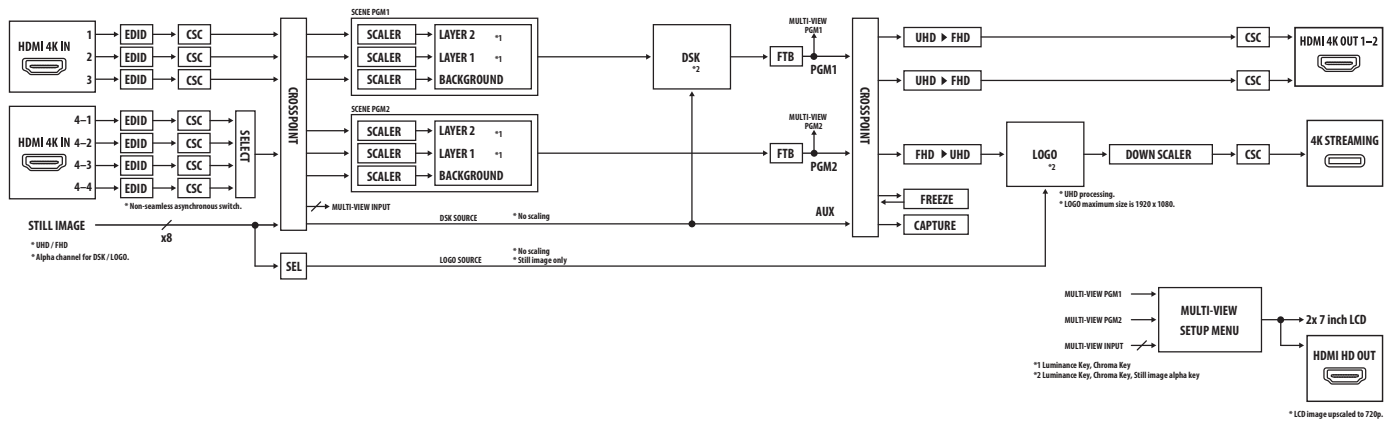 HDMI 4K IN
1
EDID
CSC
2
EDID
CSC
3
EDID
CSC
HDMI 4K IN
4–1
EDID
CSC
4–2
EDID
CSC
4–3
EDID
CSC
4–4
EDID
CSC
SELECT
* Non-seamless asynchronous switch.
STILL IMAGE
x8
* UHD / FHD
* Alpha channel for DSK / LOGO.
CROSSPOINT
SEL
SCENE PGM1
SCALER
LAYER 2 *1
SCALER
LAYER 1 *1
SCALER
BACKGROUND
SCENE PGM2
SCALER
LAYER 2 *1
SCALER
LAYER 1 *1
SCALER
BACKGROUND
MULTI-VIEW INPUT
DSK SOURCE
* No scaling
LOGO SOURCE
* No scaling
* Still image only
DSK
*2
FTB
MULTI-VIEW
PGM1
PGM1
FTB
MULTI-VIEW
PGM2
PGM2
AUX
CROSSPOINT
UHD ▶ FHD
CSC
UHD ▶ FHD
CSC
HDMI 4K OUT 1–2
FHD ▶ UHD
LOGO
*2
DOWN SCALER
CSC
4K STREAMING
* UHD processing.
* LOGO maximum size is 1920 x 1080.
FREEZE
CAPTURE
MULTI-VIEW PGM1
MULTI-VIEW PGM2
MULTI-VIEW INPUT
MULTI-VIEW
SETUP MENU
2x 7 inch LCD
HDMI HD OUT
*1 Luminance Key, Chroma Key
*2 Luminance Key, Chroma Key, Still image alpha key
* LCD image upscaled to 720p.